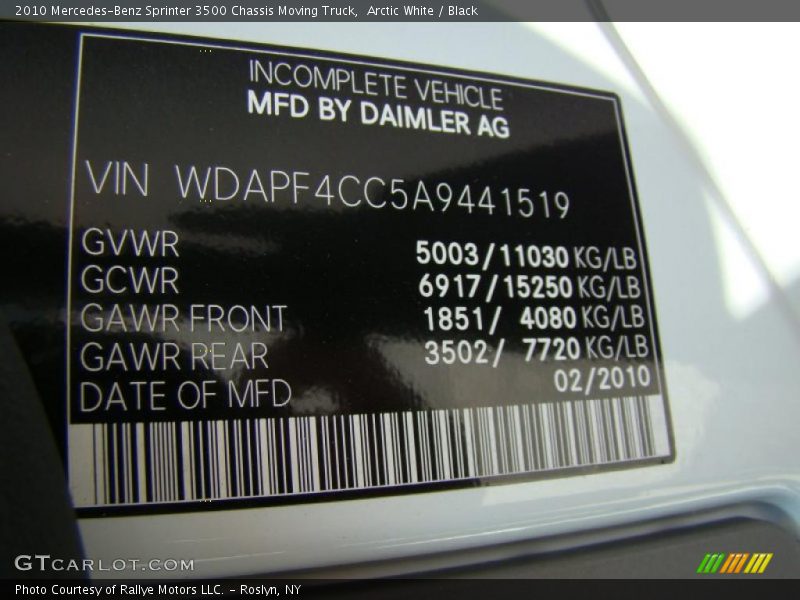 2010 Mercedes-Benz Sprinter 3500 Chassis Moving Truck,  Arctic White / Black
INCOMPLETE VEHICLE
MFD BY DAIMLER AG
VIN WDAPF4CC5A9441519
GVWR 5003/11030 KG/LB
GCWR 6917/15250 KG/LB
GAWR FRONT 1851/ 4080 KG/LB
GAWR REAR 3502/ 7720 KG/LB
DATE OF MFD 02/2010
GTCARLOT.COM
Photo Courtesy of Rallye Motors LLC. - Roslyn, NY